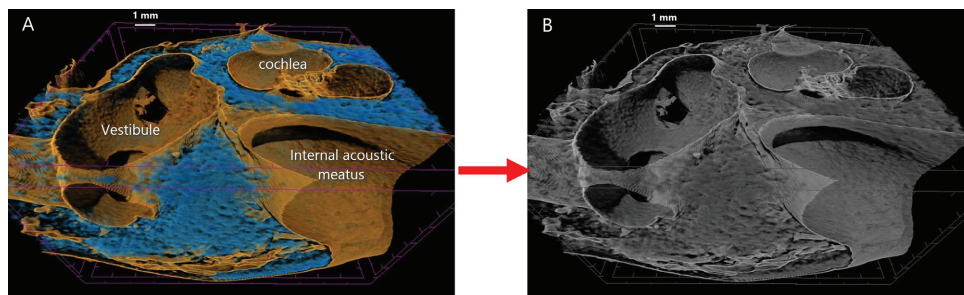 A
1 mm
cochlea
Vestibule
Internal acoustic
meatus
B
1 mm